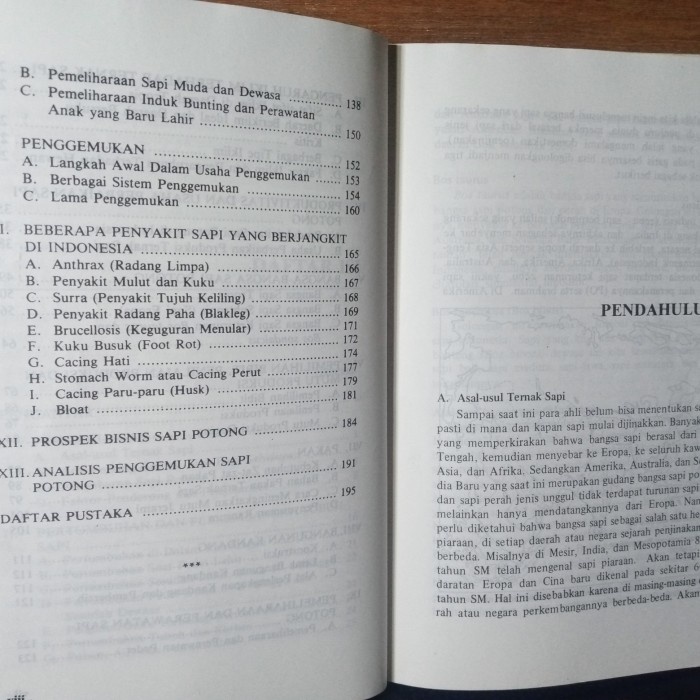 B. Pemeliharaan Sapi Muda dan Dewasa ............ 138
C. Pemeliharaan Induk Bunting dan Perawatan
Anak yang Baru Lahir ............ 150
PENGGEMUKAN ............ 152
A. Langkah Awal Dalam Usaha Penggemukan ....... 153
B. Berbagai Sistem Penggemukan ............ 154
C. Lama Penggemukan ............ 160
I. BEBERAPA PENYAKIT SAPI YANG BERJANGKIT
DI INDONESIA ............ 165
A. Anthrax (Radang Limpa) ............ 166
B. Penyakit Mulut dan Kuku ............ 167
C. Surra (Penyakit Tujuh Keliling) ............ 168
D. Penyakit Radang Paha (Blakleg) ............ 169
E. Brucellosis (Keguguran Menular) ............ 171
F. Kuku Busuk (Foot Rot) ............ 172
G. Cacing Hati ............ 174
H. Stomach Worm atau Cacing Perut ............ 177
I. Cacing Paru-paru (Husk) ............ 179
J. Bloat ............ 181
XII. PROSPEK BISNIS SAPI POTONG ............ 184
XIII. ANALISIS PENGGEMUKAN SAPI
POTONG ............ 191
DAFTAR PUSTAKA ............ 195
***
viii
PENDAHULU
A. Asal-usul Ternak Sapi
Sampai saat ini para ahli belum bisa menentukan
pasti di mana dan kapan sapi mulai dijinakkan. Banyak
yang memperkirakan bahwa bangsa sapi berasal dari
Tengah, kemudian menyebar ke Eropa, ke seluruh
Asia, dan Afrika. Sedangkan Amerika, Australia, dan
dia Baru yang saat ini merupakan gudang bangsa sapi
dan sapi perah jenis unggul tidak terdapat turunan
melainkan hanya mendatangkannya dari Eropa.
perlu diketahui bahwa bangsa sapi sebagai salah satu
piaraan, di setiap daerah atau negara sejarah penjinakan
berbeda. Misalnya di Mesir, India, dan Mesopotamia 8
tahun SM telah mengenal sapi piaraan. Akan tetapi
daratan Eropa dan Cina baru dikenal pada sekitar 6
tahun SM. Hal ini disebabkan karena di masing-masing
rah atau negara perkembangannya berbeda-beda. Akan